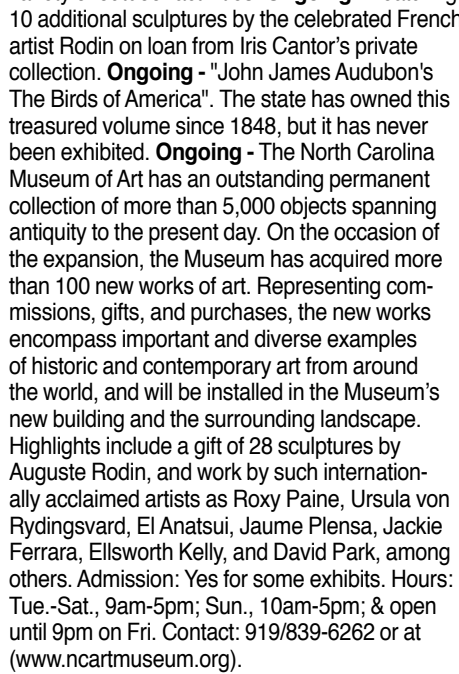 10 additional sculptures by the celebrated French
artist Rodin on loan from Iris Cantor's private
collection. Ongoing - "John James Audubon's
The Birds of America". The state has owned this
treasured volume since 1848, but it has never
been exhibited. Ongoing - The North Carolina
Museum of Art has an outstanding permanent
collection of more than 5,000 objects spanning
antiquity to the present day. On the occasion of
the expansion, the Museum has acquired more
than 100 new works of art. Representing com-
missions, gifts, and purchases, the new works
encompass important and diverse examples
of historic and contemporary art from around
the world, and will be installed in the Museum's
new building and the surrounding landscape.
Highlights include a gift of 28 sculptures by
Auguste Rodin, and work by such internation-
ally acclaimed artists as Roxy Paine, Ursula von
Rydingsvard, El Anatsui, Jaume Plensa, Jackie
Ferrara, Ellsworth Kelly, and David Park, among
others. Admission: Yes for some exhibits. Hours:
Tue.-Sat., 9am-5pm; Sun., 10am-5pm; & open
until 9pm on Fri. Contact: 919/839-6262 or at
(www.ncartmuseum.org).